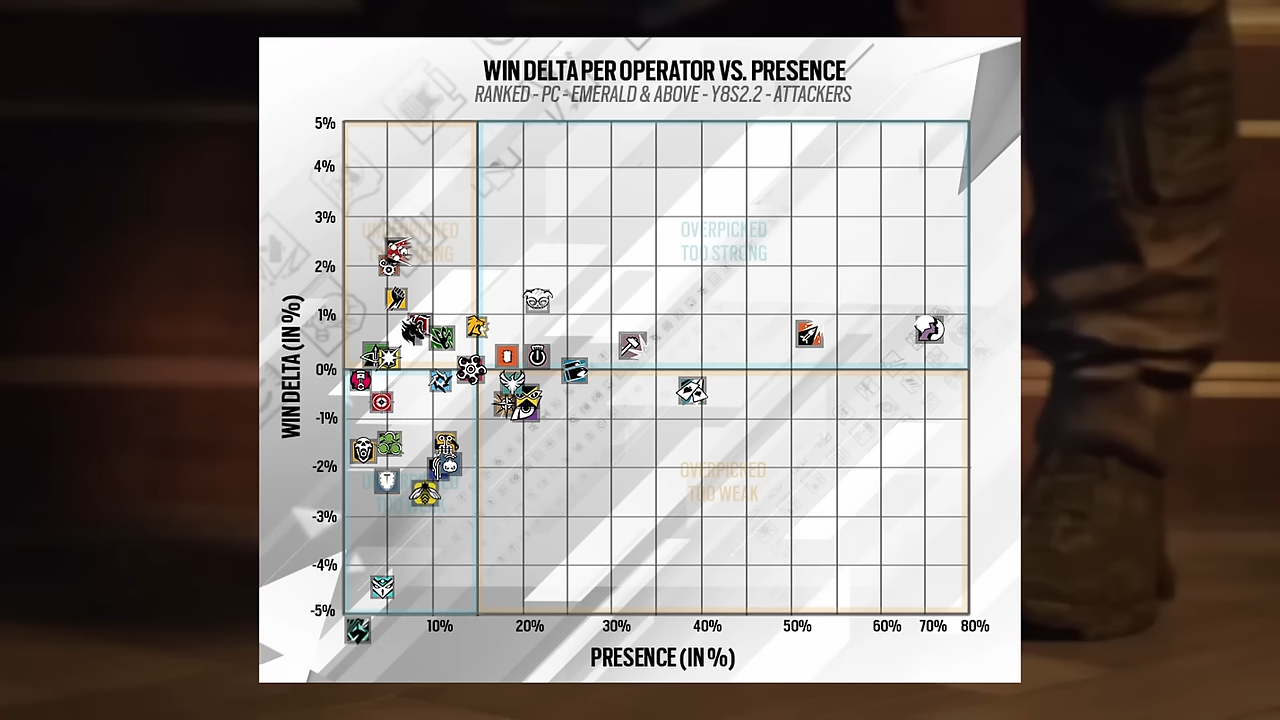 WIN DELTA PER OPERATOR VS. PRESENCE
RANKED - PC - EMERALD & ABOVE - Y8S2.2 - ATTACKERS
5%
4%
3%
2%
1%
0%
-1%
-2%
-3%
-4%
-5%
WIN DELTA (IN %)
OVERPICKED
TOO STRONG
OVERPICKED
TOO WEAK
TOO WEAK
10%
20%
30%
40%
50%
60%
70%
80%
PRESENCE (IN %)